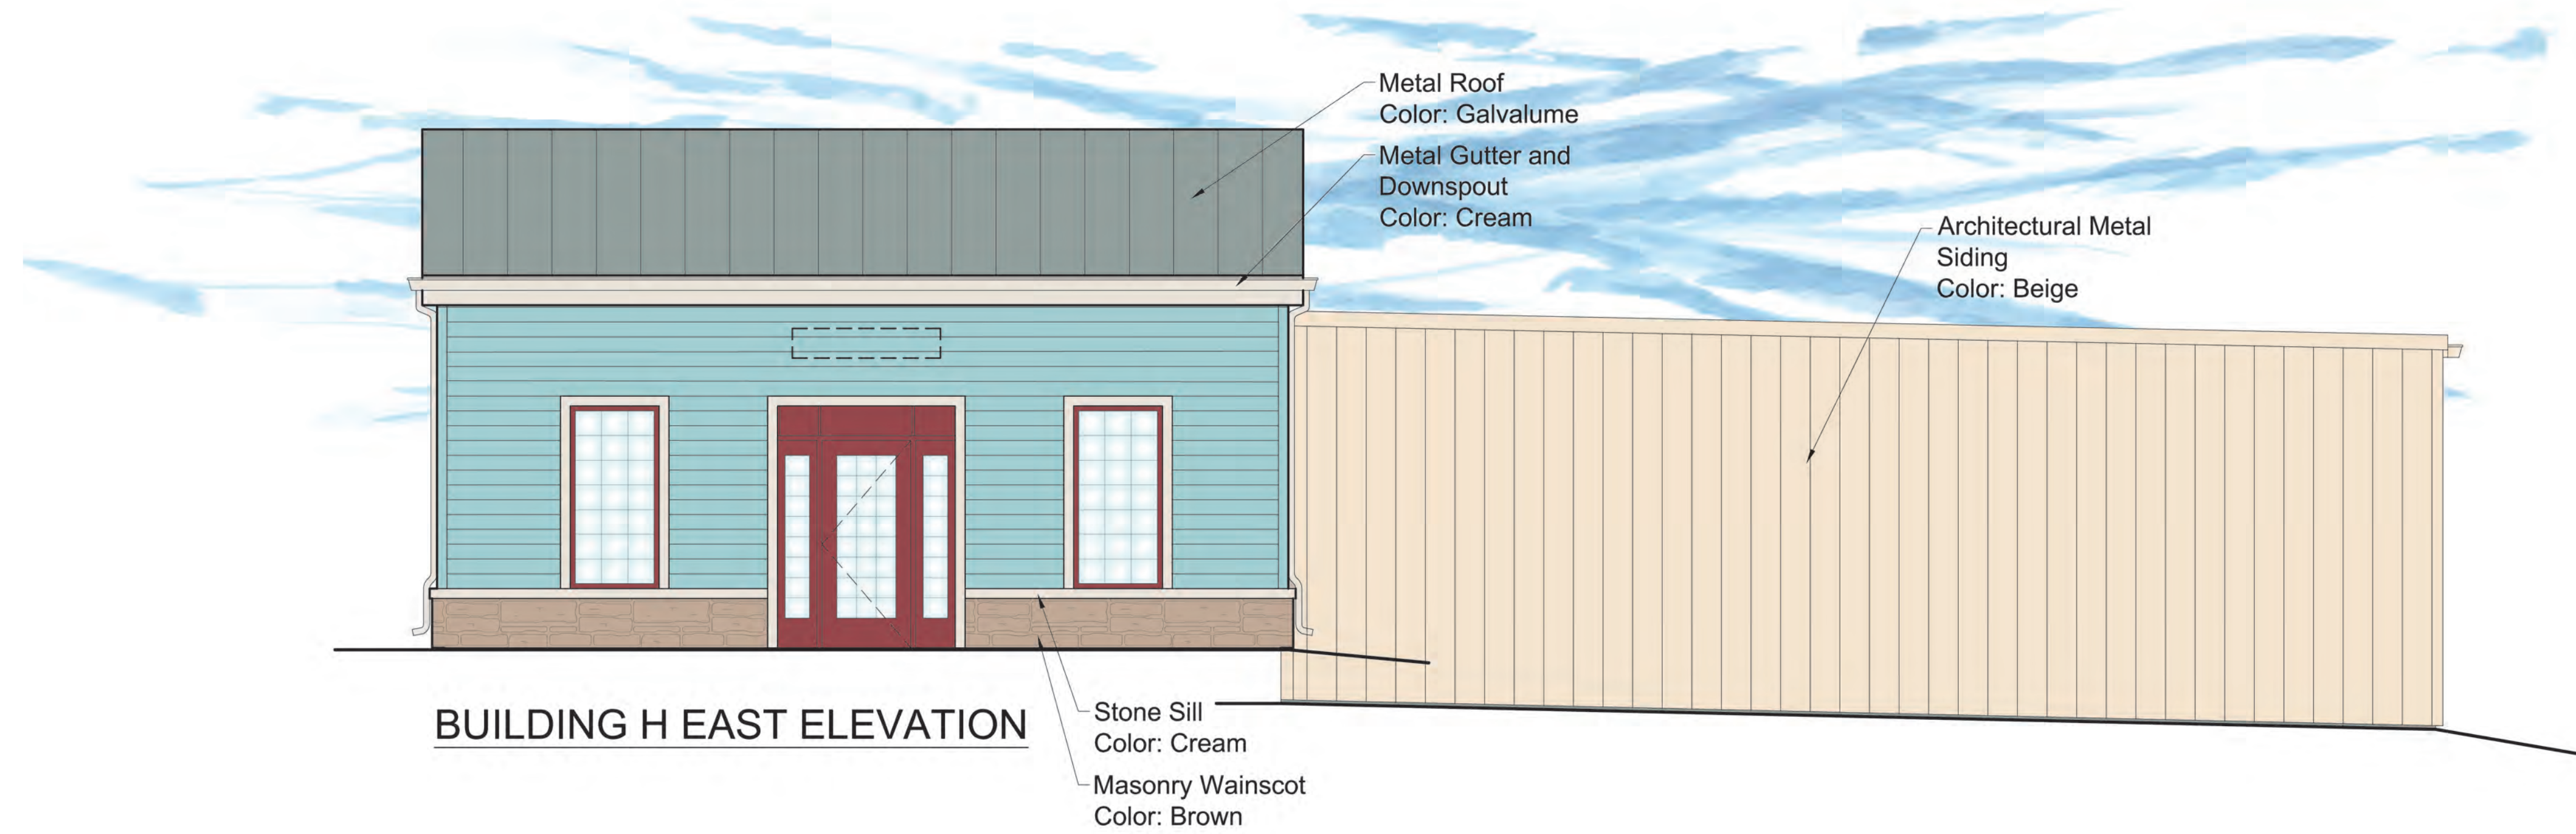 Metal Roof
Color: Galvalume
Metal Gutter and
Downspout
Color: Cream
Architectural Metal
Siding
Color: Beige
BUILDING H EAST ELEVATION
Stone Sill
Color: Cream
Masonry Wainscot
Color: Brown